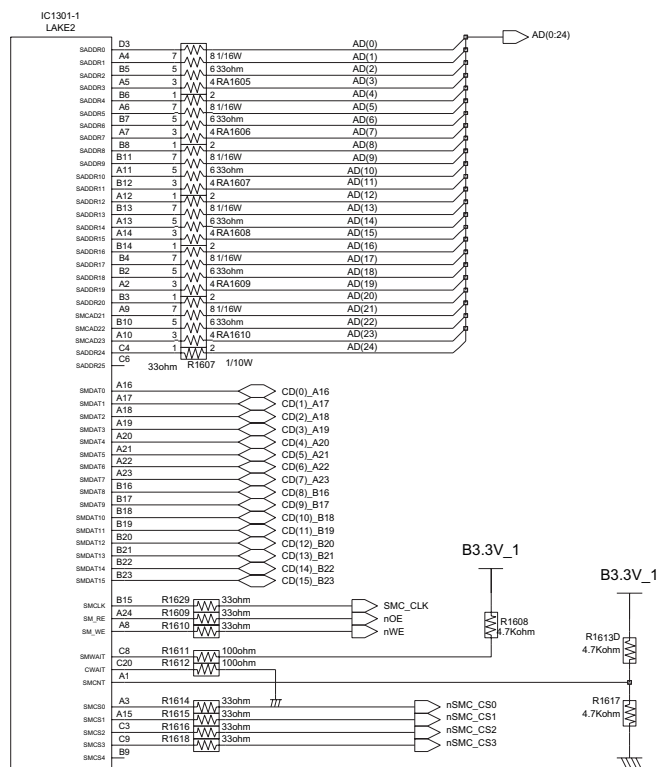 IC1301-1
LAKE2
SADDR0 D3 AD(0) AD(0:24)
SADDR1 A4 7 8 1/16W AD(1)
SADDR2 B5 5 6 33ohm AD(2)
SADDR3 A5 3 4 RA1605 AD(3)
SADDR4 B6 1 2 AD(4)
SADDR5 A6 7 8 1/16W AD(5)
SADDR6 B7 5 6 33ohm AD(6)
SADDR7 A7 3 4 RA1606 AD(7)
SADDR8 B8 1 2 AD(8)
SADDR9 B11 7 8 1/16W AD(9)
SADDR10 A11 5 6 33ohm AD(10)
SADDR11 B12 3 4 RA1607 AD(11)
SADDR12 A12 1 2 AD(12)
SADDR13 B13 7 8 1/16W AD(13)
SADDR14 A13 5 6 33ohm AD(14)
SADDR15 A14 3 4 RA1608 AD(15)
SADDR16 B14 1 2 AD(16)
SADDR17 B4 7 8 1/16W AD(17)
SADDR18 B2 5 6 33ohm AD(18)
SADDR19 A2 3 4 RA1609 AD(19)
SADDR20 B3 1 2 AD(20)
SMCAD21 A9 7 8 1/16W AD(21)
SMCAD22 B10 5 6 33ohm AD(22)
SMCAD23 A10 3 4 RA1610 AD(23)
SADDR24 C4 1 2 AD(24)
SADDR25 C6 33ohm R1607 1/10W
SMDAT0 A16 CD(0)_A16
SMDAT1 A17 CD(1)_A17
SMDAT2 A18 CD(2)_A18
SMDAT3 A19 CD(3)_A19
SMDAT4 A20 CD(4)_A20
SMDAT5 A21 CD(5)_A21
SMDAT6 A22 CD(6)_A22
SMDAT7 A23 CD(7)_A23
SMDAT8 B16 CD(8)_B16
SMDAT9 B17 CD(9)_B17
SMDAT10 B18 CD(10)_B18
SMDAT11 B19 CD(11)_B19
SMDAT12 B20 CD(12)_B20
SMDAT13 B21 CD(13)_B21
SMDAT14 B22 CD(14)_B22
SMDAT15 B23 CD(15)_B23
B3.3V_1
B3.3V_1
SMCLK B15 R1629 33ohm SMC_CLK
SM_RE A24 R1609 33ohm nOE
SM_WE A8 R1610 33ohm nWE
R1608
4.7Kohm
R1613D
4.7Kohm
SMWAIT C8 R1611 100ohm
CWAIT C20 R1612 100ohm
SMCNT A1
SMCS0 A3 R1614 33ohm nSMC_CS0
SMCS1 A15 R1615 33ohm nSMC_CS1
SMCS2 C3 R1616 33ohm nSMC_CS2
SMCS3 C9 R1618 33ohm nSMC_CS3
SMCS4 B9
R1617
4.7Kohm